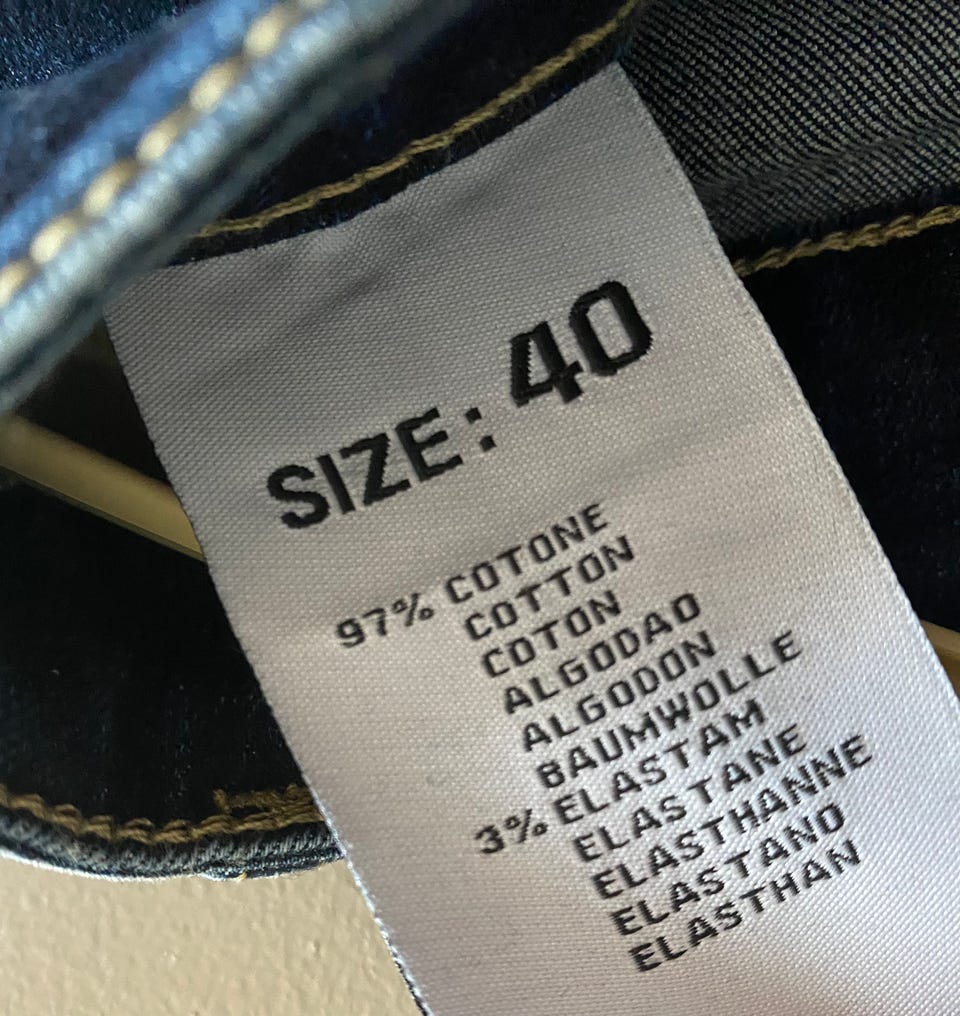 SIZE: 40
97% COTONE
COTTON
COTON
ALGODAO
ALGODON
BAUMWOLLE
3% ELASTAM
ELASTANE
ELASTHANNE
ELASTANO
ELASTHAN